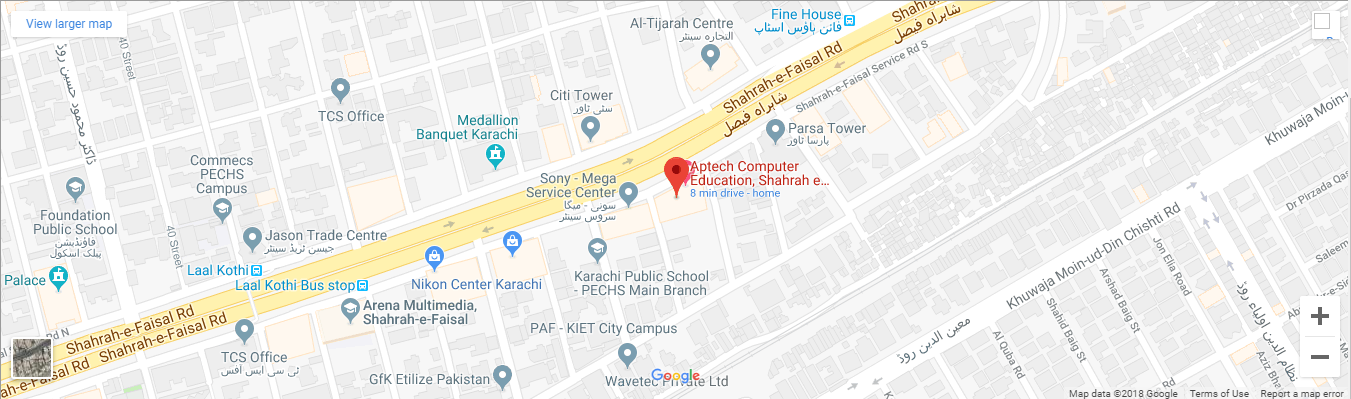 View larger map
40 Street
ڈاکٹر محمود حسین روڈ
TCS Office
Al-Tijarah Centre
التجاره سینٹر
Fine House
فائن ہاؤس اسٹاپ
Shahrah-e-Faisal Rd
شاہراہ فیصل
Shahrah-e-Faisal Service Rd S
Citi Tower
سٹی ٹاور
Medallion
Banquet Karachi
Parsa Tower
پارسا ٹاور
Khuwaja Moin-
Commecs
PECHS
Campus
Aptech Computer
Education, Shahrah e...
8 min drive - home
Sony - Mega
Service Center
سونی - میگا
سروس سینٹر
Foundation
Public School
فاؤنڈیشن
پبلک اسکول
40 Street
Jason Trade Centre
جیسن ٹریڈ سینٹر
Dr Pirzada Qas
Saleem
Khuwaja Moin-ud-Din Chishti Rd
Jon Elia Road
Arshad Baig St
Shahid Baig St
Al Quba Rd
Aziz Bha
معین الدین روڈ
نظام الدین اولیاء روڈ
Palace
Laal Kothi
Laal Kothi Bus stop
Nikon Center Karachi
Karachi Public School
- PECHS Main Branch
Arena Multimedia,
Shahrah-e-Faisal
Shahrah-e-Faisal Rd
Shahrah-e-Faisal Rd
Rd N
TCS Office
ٹی سی ایس آفس
PAF - KIET City Campus
GfK Etilize Pakistan
Wavetec Private Ltd
Google
Map data ©2018 Google
Terms of Use
Report a map error